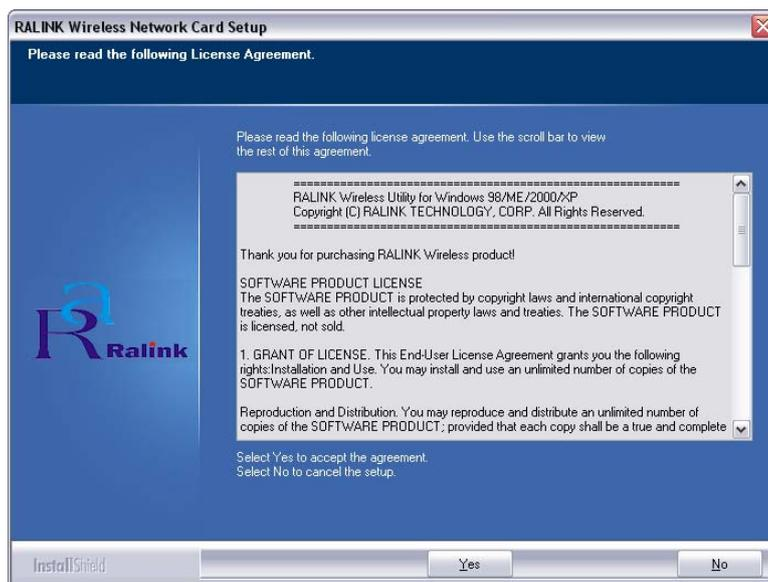 RALINK Wireless Network Card Setup
Please read the following License Agreement.
Please read the following license agreement. Use the scroll bar to view
the rest of this agreement.
==========================================================
RALINK Wireless Utility for Windows 98/ME/2000/XP
Copyright (C) RALINK TECHNOLOGY, CORP. All Rights Reserved.
==========================================================
Thank you for purchasing RALINK Wireless product!
SOFTWARE PRODUCT LICENSE
The SOFTWARE PRODUCT is protected by copyright laws and international copyright
treaties, as well as other intellectual property laws and treaties. The SOFTWARE PRODUCT
is licensed, not sold.
1. GRANT OF LICENSE. This End-User License Agreement grants you the following
rights:Installation and Use. You may install and use an unlimited number of copies of the
SOFTWARE PRODUCT.
Reproduction and Distribution. You may reproduce and distribute an unlimited number of
copies of the SOFTWARE PRODUCT; provided that each copy shall be a true and complete
Ra
Ralink
Select Yes to accept the agreement.
Select No to cancel the setup.
InstallShield
Yes
No